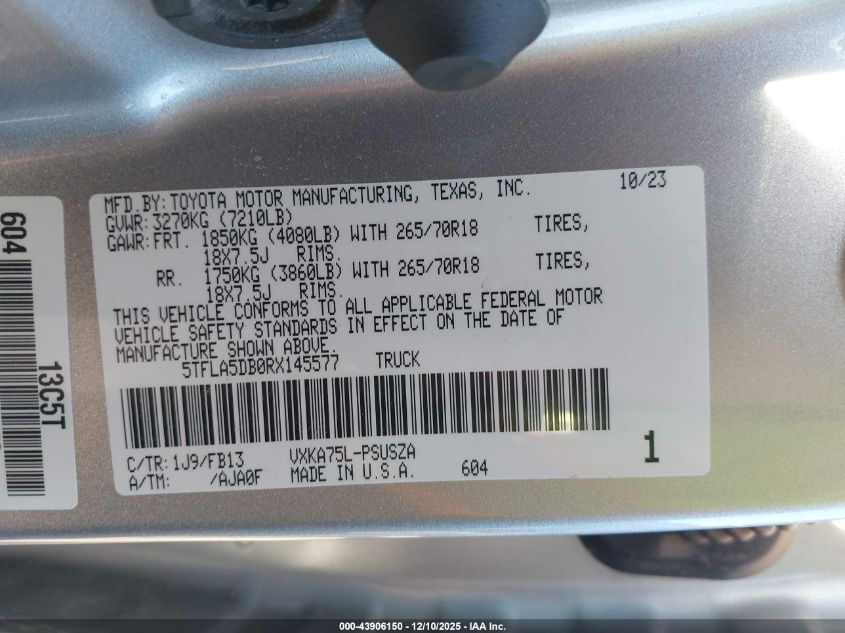 604
13C5T
MFD.BY:TOYOTA MOTOR MANUFACTURING, TEXAS, INC. 10/23
GVWR:3270KG (7210LB)
GAWR:FRT. 1850KG (4080LB) WITH 265/70R18 TIRES,
18X7.5J RIMS.
RR. 1750KG (3860LB) WITH 265/70R18 TIRES,
18X7.5J RIMS.
THIS VEHICLE CONFORMS TO ALL APPLICABLE FEDERAL MOTOR
VEHICLE SAFETY STANDARDS IN EFFECT ON THE DATE OF
MANUFACTURE SHOWN ABOVE.
5TFLA5DB0RX145577 TRUCK
C/TR:1J9/FB13 VXKA75L-PSUSZA
A/TM: /AJA0F MADE IN U.S.A. 604
1
000-43906150 - 12/10/2025 - IAA Inc.